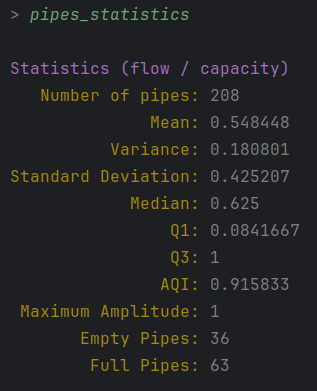 > pipes_statistics
Statistics (flow / capacity)
Number of pipes: 208
Mean: 0.548448
Variance: 0.180801
Standard Deviation: 0.425207
Median: 0.625
Q1: 0.0841667
Q3: 1
AQI: 0.915833
Maximum Amplitude: 1
Empty Pipes: 36
Full Pipes: 63